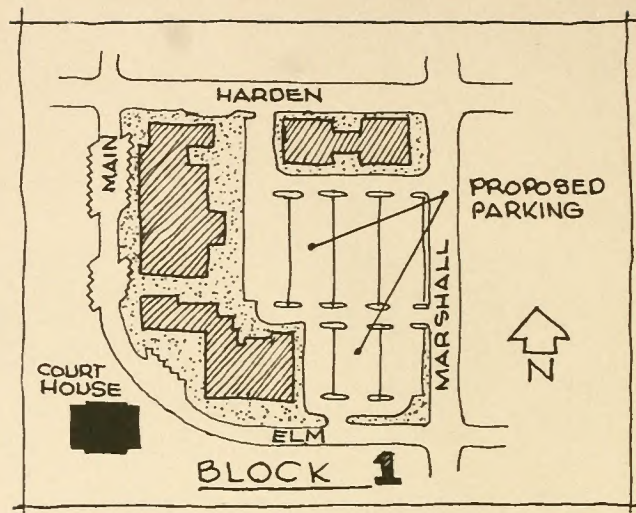 HARDEN
MAIN
PROPOSED
PARKING
MARSHALL
N
COURT
HOUSE
ELM
BLOCK 1